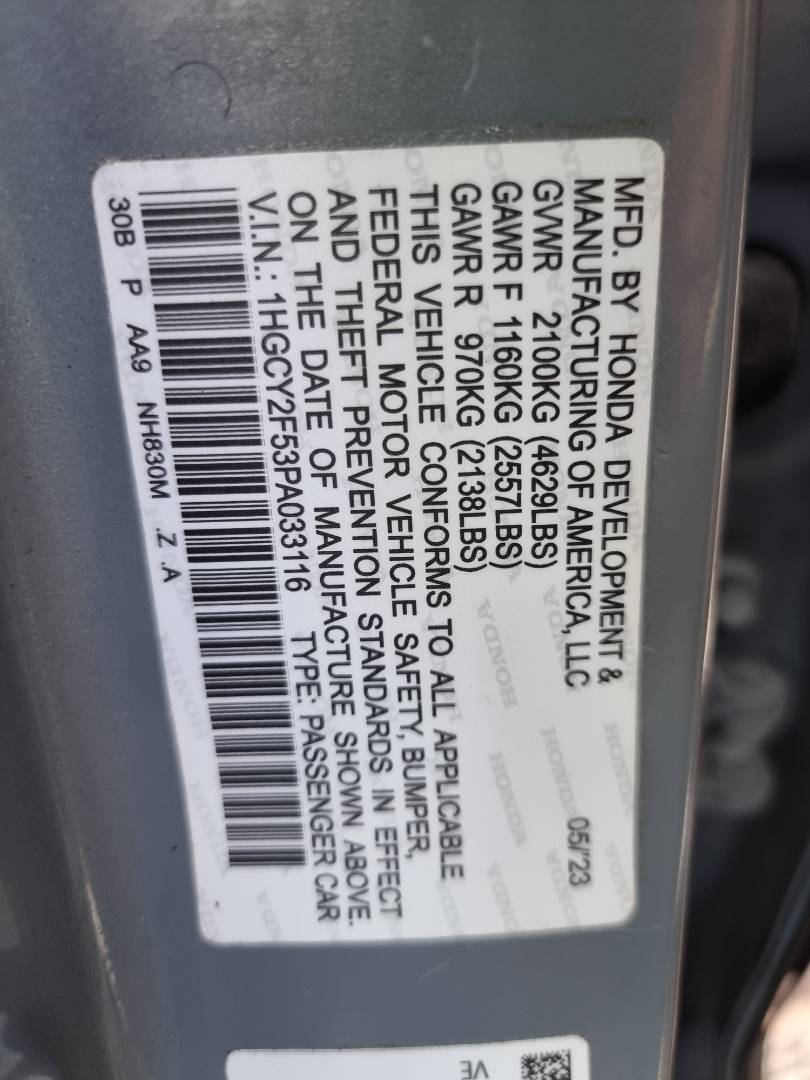 MFD. BY HONDA DEVELOPMENT &
MANUFACTURING OF AMERICA, LLC 05/'23
GVWR 2100KG (4629LBS)
GAWR F 1160KG (2557LBS)
GAWR R 970KG (2138LBS)
THIS VEHICLE CONFORMS TO ALL APPLICABLE
FEDERAL MOTOR VEHICLE SAFETY, BUMPER,
AND THEFT PREVENTION STANDARDS IN EFFECT
ON THE DATE OF MANUFACTURE SHOWN ABOVE.
V.I.N.: 1HGCY2F53PA033116 TYPE: PASSENGER CAR
30B P AA9 NH830M .Z .A
VE